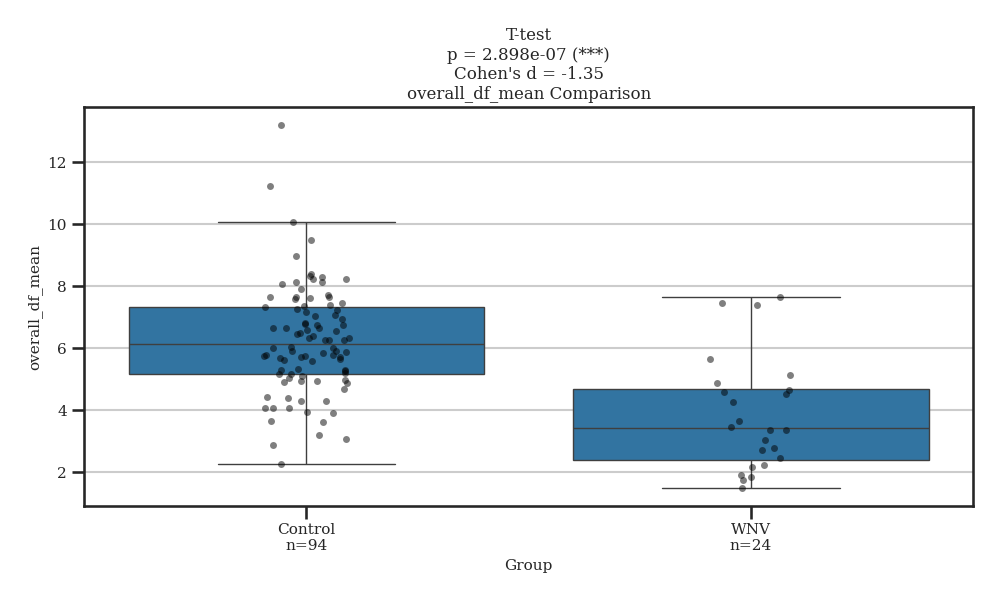 T-test
p = 2.898e-07 (***)
Cohen's d = -1.35
overall_df_mean Comparison
overall_df_mean
12
10
8
6
4
2
Control
n=94
WNV
n=24
Group